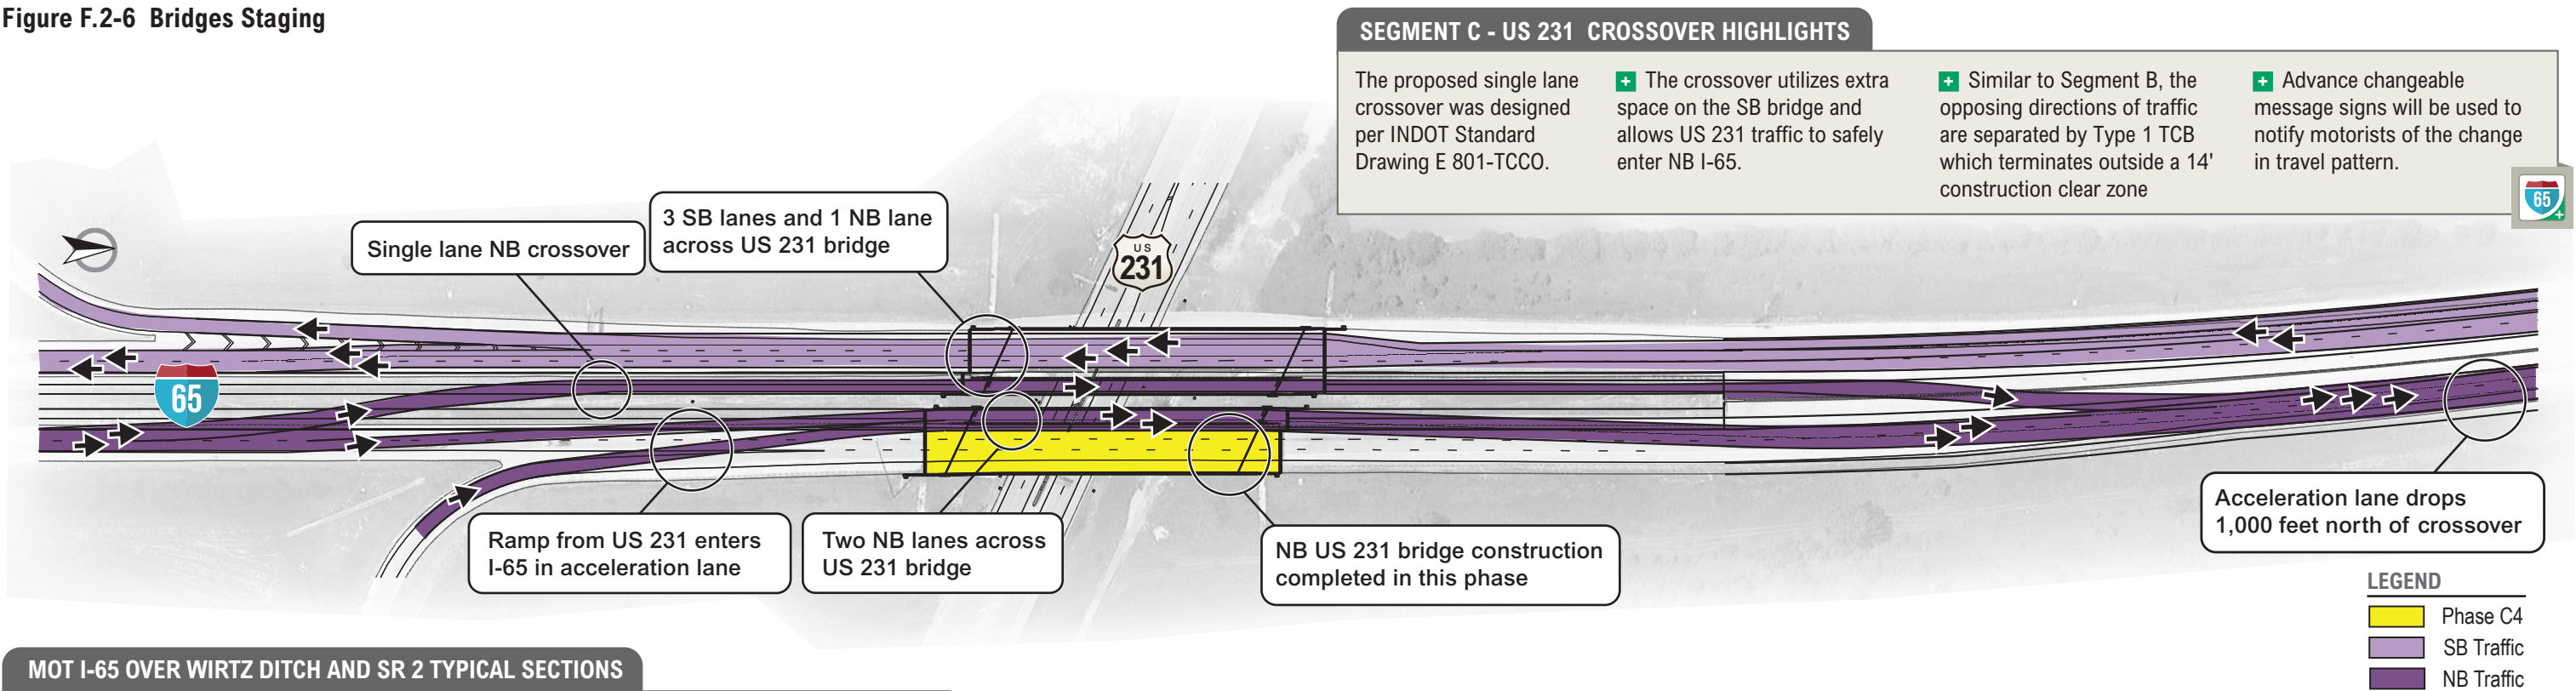 Figure F.2-6  Bridges Staging
SEGMENT C - US 231  CROSSOVER HIGHLIGHTS
The proposed single lane
crossover was designed
per INDOT Standard
Drawing E 801-TCCO.
+ The crossover utilizes extra
space on the SB bridge and
allows US 231 traffic to safely
enter NB I-65.
+ Similar to Segment B, the
opposing directions of traffic
are separated by Type 1 TCB
which terminates outside a 14'
construction clear zone
+ Advance changeable
message signs will be used to
notify motorists of the change
in travel pattern.
65
+
Single lane NB crossover
3 SB lanes and 1 NB lane
across US 231 bridge
US
231
65
Ramp from US 231 enters
I-65 in acceleration lane
Two NB lanes across
US 231 bridge
NB US 231 bridge construction
completed in this phase
Acceleration lane drops
1,000 feet north of crossover
LEGEND
Phase C4
SB Traffic
NB Traffic
MOT I-65 OVER WIRTZ DITCH AND SR 2 TYPICAL SECTIONS